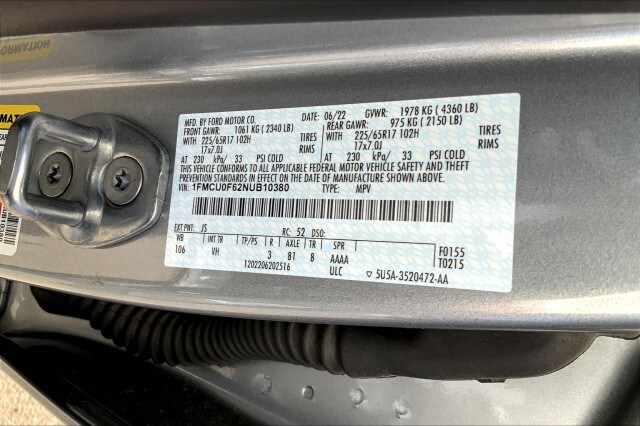 MFD. BY FORD MOTOR CO.
DATE: 06/22 GVWR: 1978 KG ( 4360 LB)
FRONT GAWR: 1061 KG ( 2340 LB) REAR GAWR: 975 KG ( 2150 LB)
WITH 225/65R17 102H TIRES WITH 225/65R17 102H TIRES
17x7.0J RIMS 17x7.0J RIMS
AT 230 kPa/ 33 PSI COLD AT 230 kPa/ 33 PSI COLD
THIS VEHICLE CONFORMS TO ALL APPLICABLE FEDERAL MOTOR VEHICLE SAFETY AND THEFT
PREVENTION STANDARDS IN EFFECT ON THE DATE OF MANUFACTURE SHOWN ABOVE.
VIN: 1FMCU0F62NUB10380 TYPE: MPV
EXT PNT: JS RC: 52 DSO:
WB INT TR TP/PS R AXLE TR SPR
106 VH 3 81 8 AAAA
F0155
T0215
1202206202516 ULC 5U5A-3520472-AA